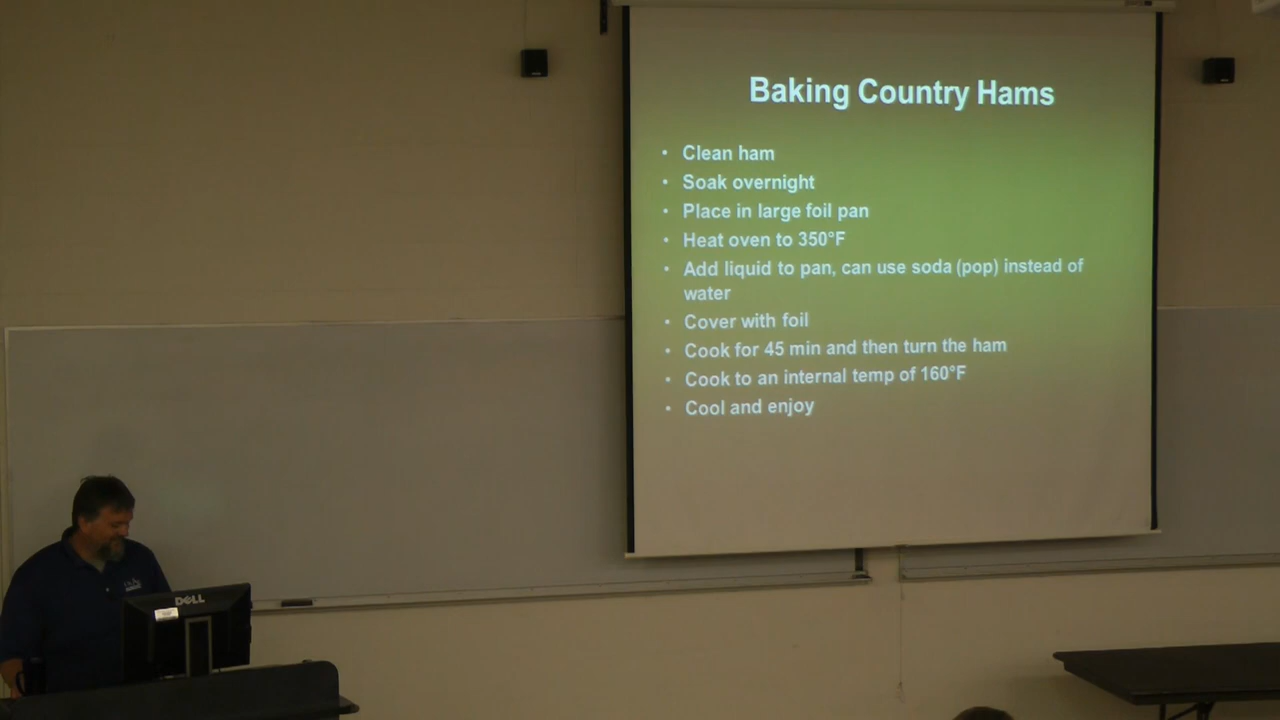 Baking Country Hams
• Clean ham
• Soak overnight
• Place in large foil pan
• Heat oven to 350°F
• Add liquid to pan, can use soda (pop) instead of
water
• Cover with foil
• Cook for 45 min and then turn the ham
• Cook to an internal temp of 160°F
• Cool and enjoy
DELL